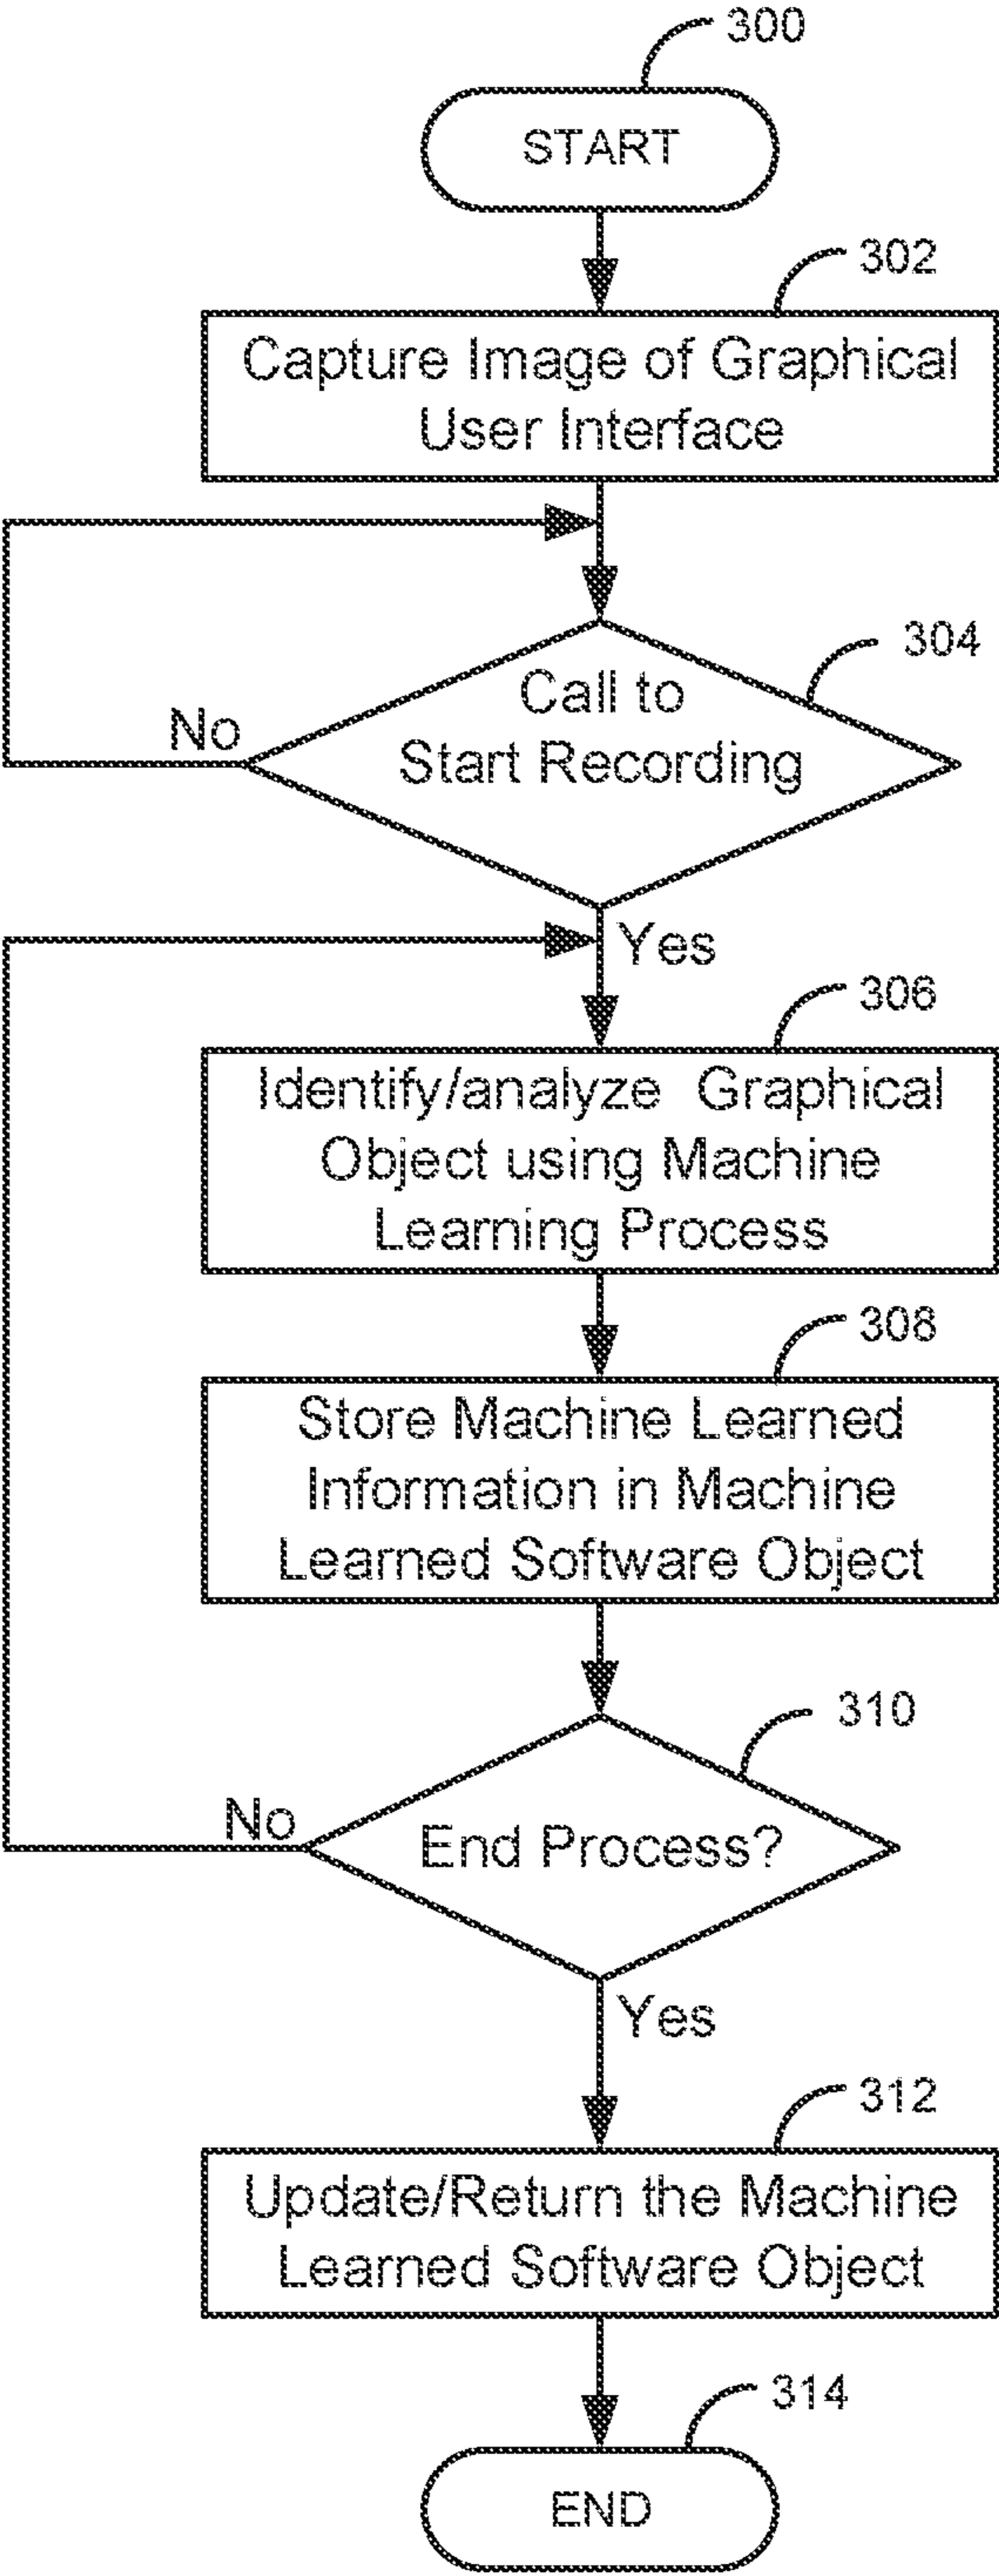 300
START
302
Capture Image of Graphical
User Interface
304
Call to
Start Recording
No
Yes
306
Identify/analyze Graphical
Object using Machine
Learning Process
308
Store Machine Learned
Information in Machine
Learned Software Object
310
End Process?
No
Yes
312
Update/Return the Machine
Learned Software Object
314
END